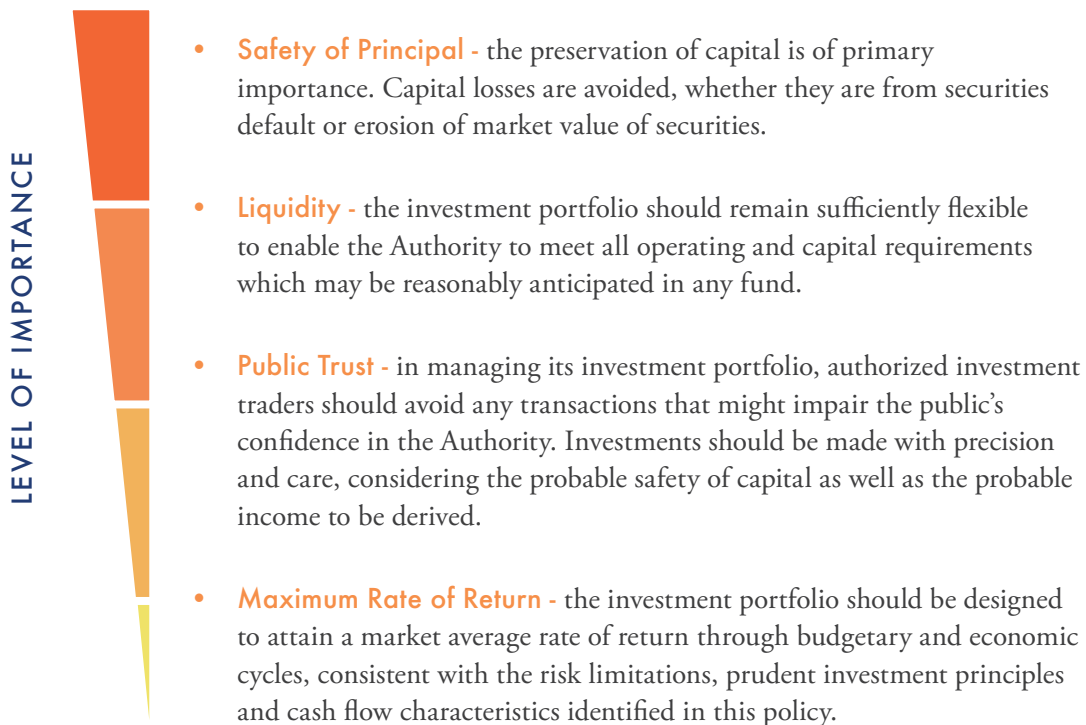 LEVEL OF IMPORTANCE
• Safety of Principal - the preservation of capital is of primary
importance. Capital losses are avoided, whether they are from securities
default or erosion of market value of securities.
• Liquidity - the investment portfolio should remain sufficiently flexible
to enable the Authority to meet all operating and capital requirements
which may be reasonably anticipated in any fund.
• Public Trust - in managing its investment portfolio, authorized investment
traders should avoid any transactions that might impair the public’s
confidence in the Authority. Investments should be made with precision
and care, considering the probable safety of capital as well as the probable
income to be derived.
• Maximum Rate of Return - the investment portfolio should be designed
to attain a market average rate of return through budgetary and economic
cycles, consistent with the risk limitations, prudent investment principles
and cash flow characteristics identified in this policy.